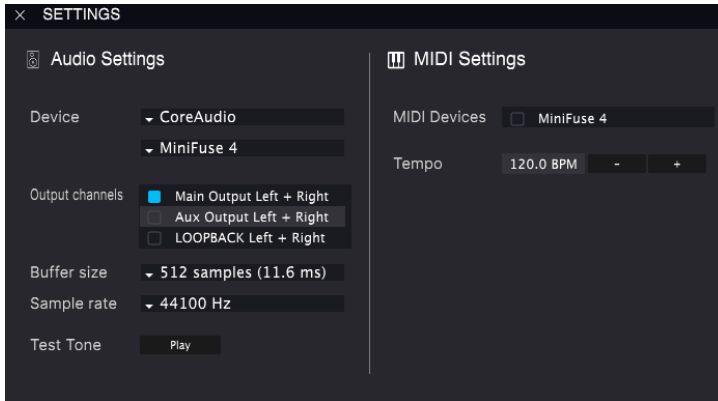 SETTINGS
Audio Settings
Device
CoreAudio
MiniFuse 4
Output channels
Main Output Left + Right
Aux Output Left + Right
LOOPBACK Left + Right
Buffer size
512 samples (11.6 ms)
Sample rate
44100 Hz
Test Tone
Play
MIDI Settings
MIDI Devices
MiniFuse 4
Tempo
120.0 BPM
-
+